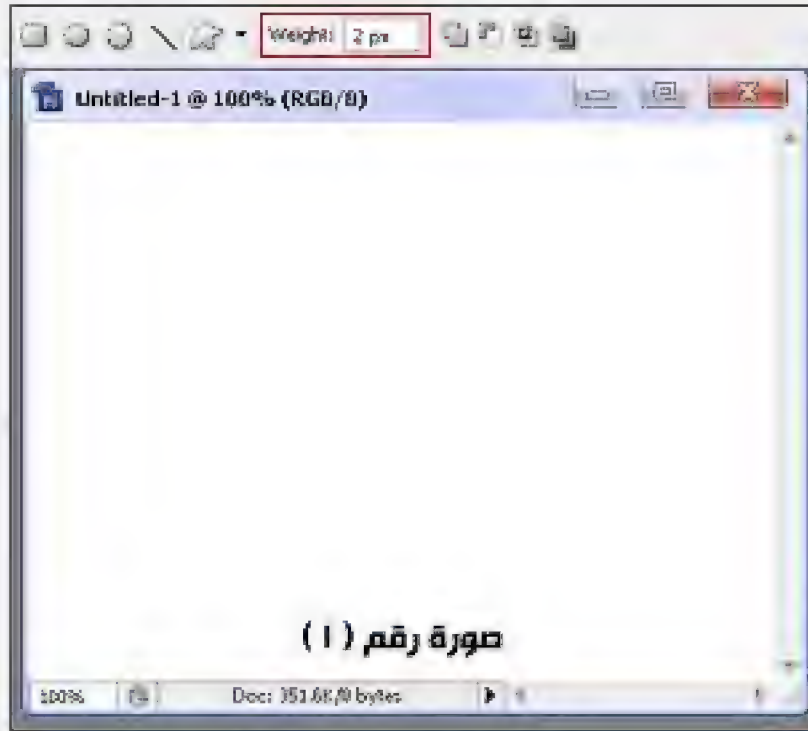 Weight: 2 px
Untitled-1 @ 100% (RGB/8)
صورة رقم (١)
100% Doc: 351.6K/0 bytes